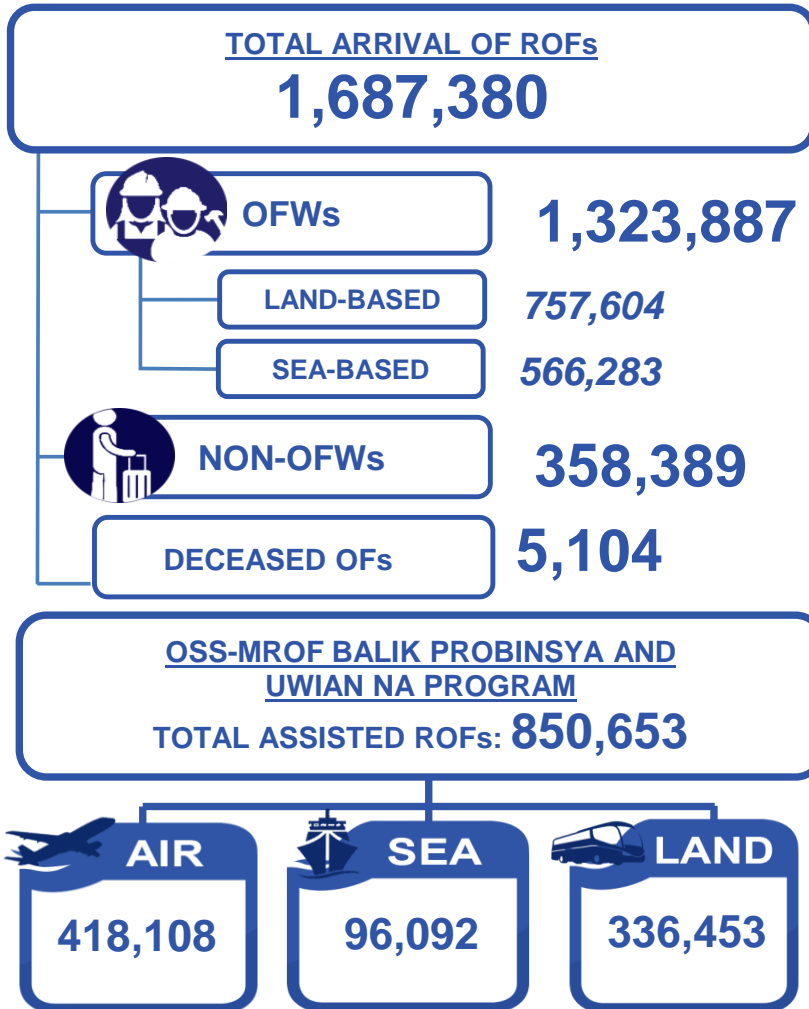 TOTAL ARRIVAL OF ROFs
1,687,380
OFWs 1,323,887
LAND-BASED 757,604
SEA-BASED 566,283
NON-OFWs 358,389
DECEASED OFs 5,104
OSS-MROF BALIK PROBINSYA AND
UWIAN NA PROGRAM
TOTAL ASSISTED ROFs: 850,653
AIR SEA LAND
418,108 96,092 336,453